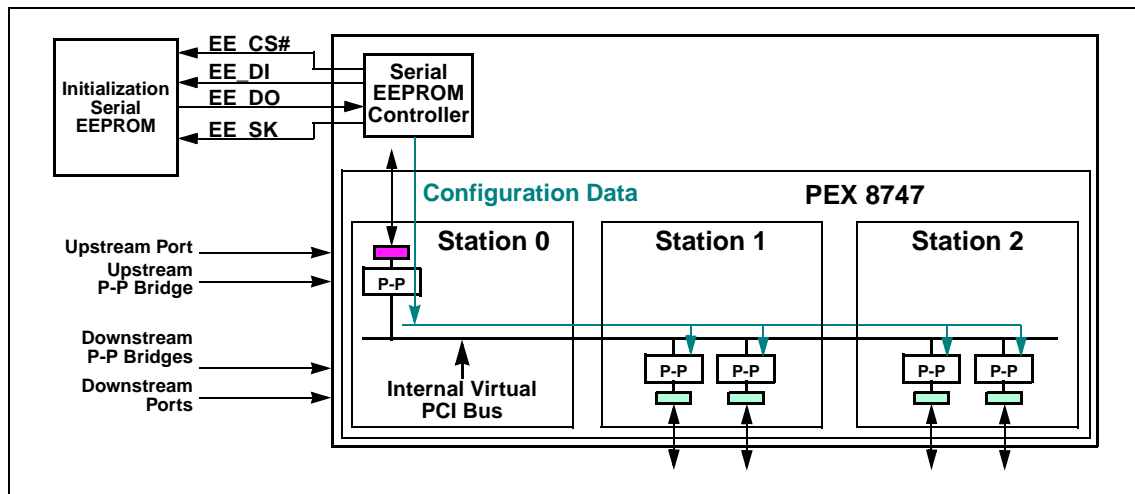 EE_CS#
EE_DI
EE_DO
EE_SK
Initialization
Serial
EEPROM
Serial
EEPROM
Controller
Configuration Data
PEX 8747
Station 0
Station 1
Station 2
Upstream Port
Upstream
P-P Bridge
Downstream
P-P Bridges
Downstream
Ports
P-P
Internal Virtual
PCI Bus
P-P
P-P
P-P
P-P